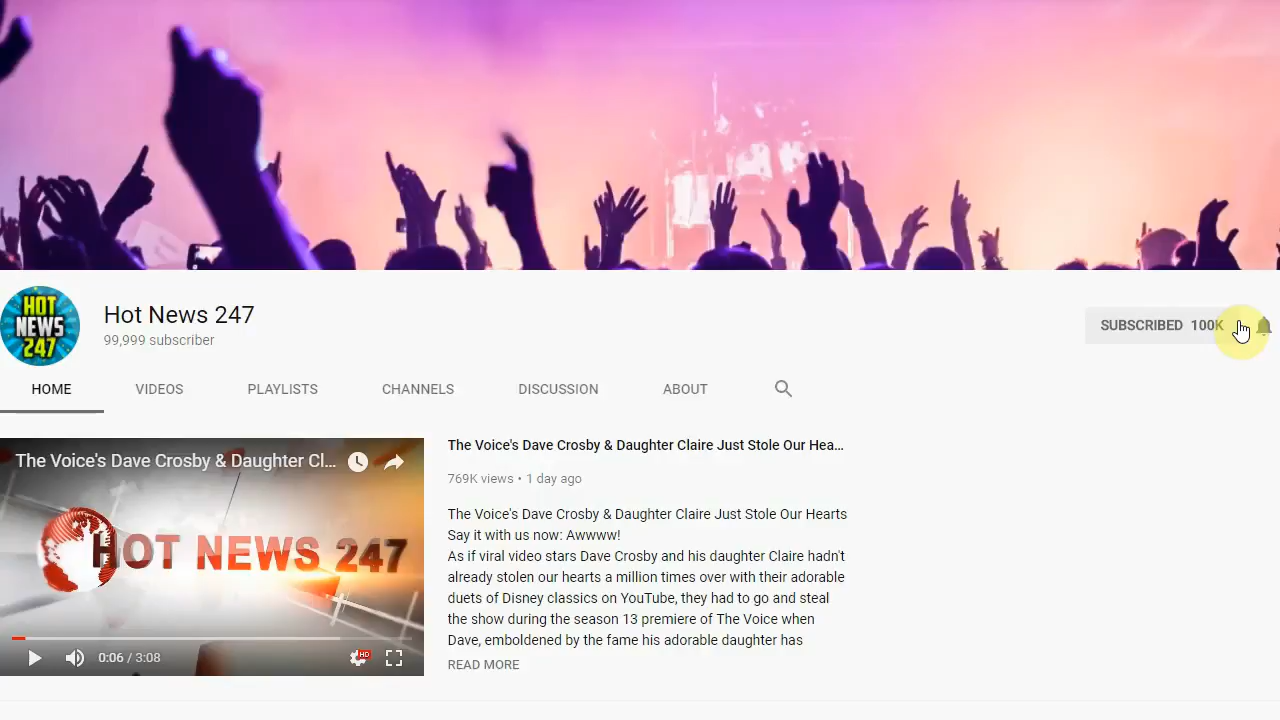 HOT
NEWS
247
Hot News 247
99,999 subscriber
SUBSCRIBED 100K
HOME
VIDEOS
PLAYLISTS
CHANNELS
DISCUSSION
ABOUT
The Voice's Dave Crosby & Daughter Cl...
HOT NEWS 247
0:06 / 3:08
HD
The Voice's Dave Crosby & Daughter Claire Just Stole Our Hea...
769K views • 1 day ago
The Voice's Dave Crosby & Daughter Claire Just Stole Our Hearts
Say it with us now: Awwww!
As if viral video stars Dave Crosby and his daughter Claire hadn't
already stolen our hearts a million times over with their adorable
duets of Disney classics on YouTube, they had to go and steal
the show during the season 13 premiere of The Voice when
Dave, emboldened by the fame his adorable daughter has
READ MORE